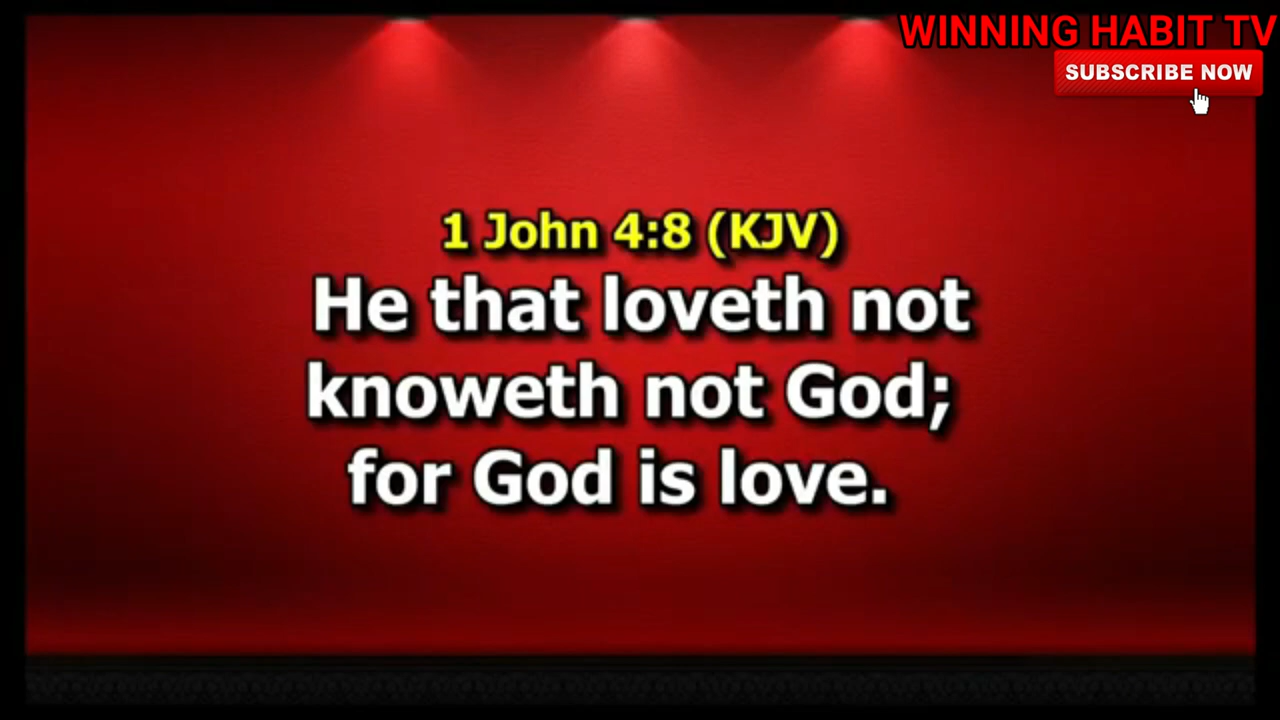 WINNING HABIT TV
SUBSCRIBE NOW
1 John 4:8 (KJV)
He that loveth not
knoweth not God;
for God is love.